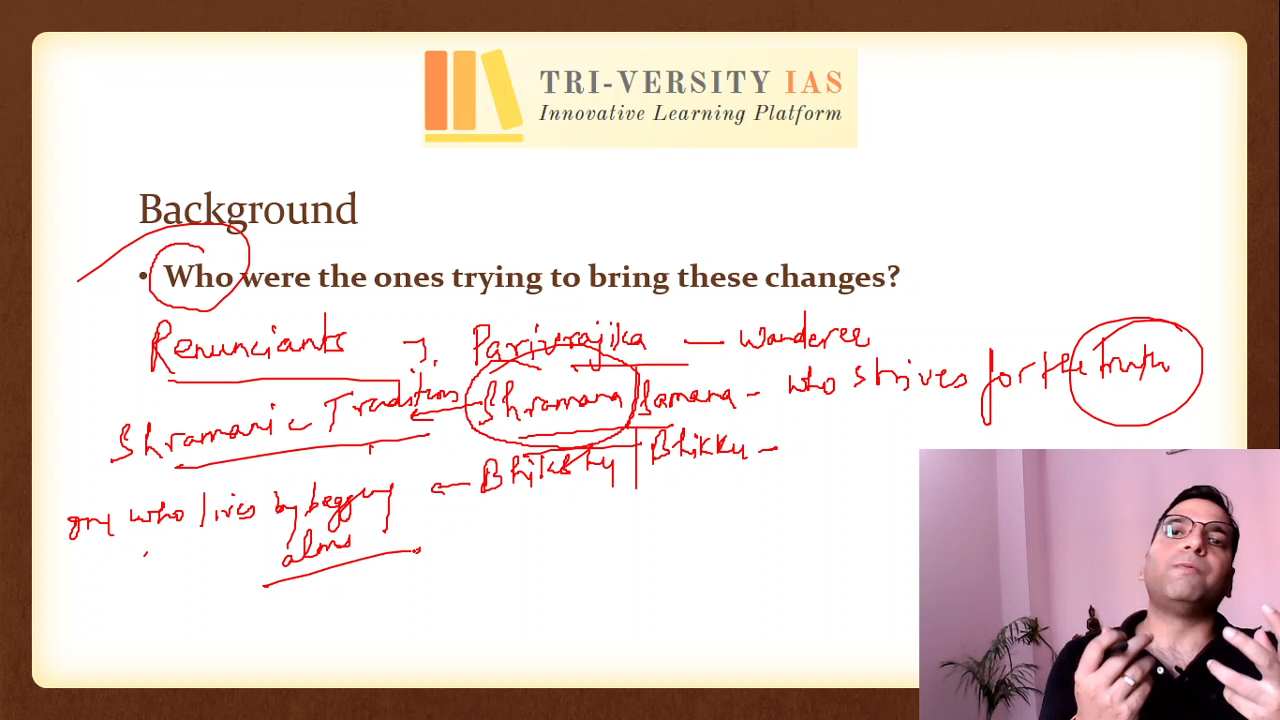 TRI-VERSITY IAS
Innovative Learning Platform
Background
• Who were the ones trying to bring these changes?
Renunciants → Parivrajika — Wanderer
Shramanic Tradition ← Shramana / Samana - who strives for the Truth
one who lives by begging ← Bhikshu / Bhikku -
alms